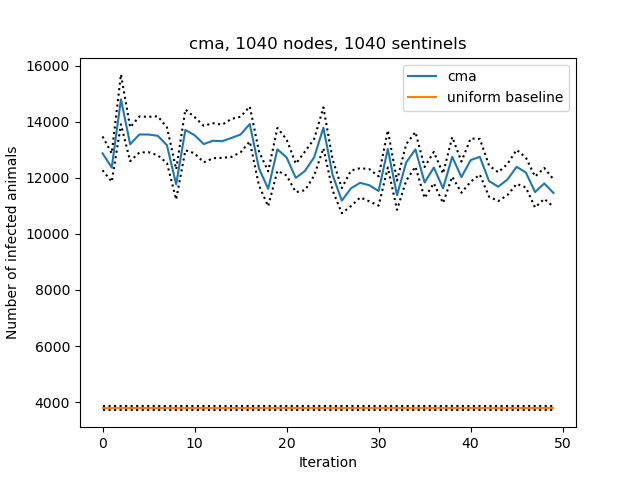 cma, 1040 nodes, 1040 sentinels
cma
uniform baseline
Number of infected animals
16000
14000
12000
10000
8000
6000
4000
0 10 20 30 40 50
Iteration